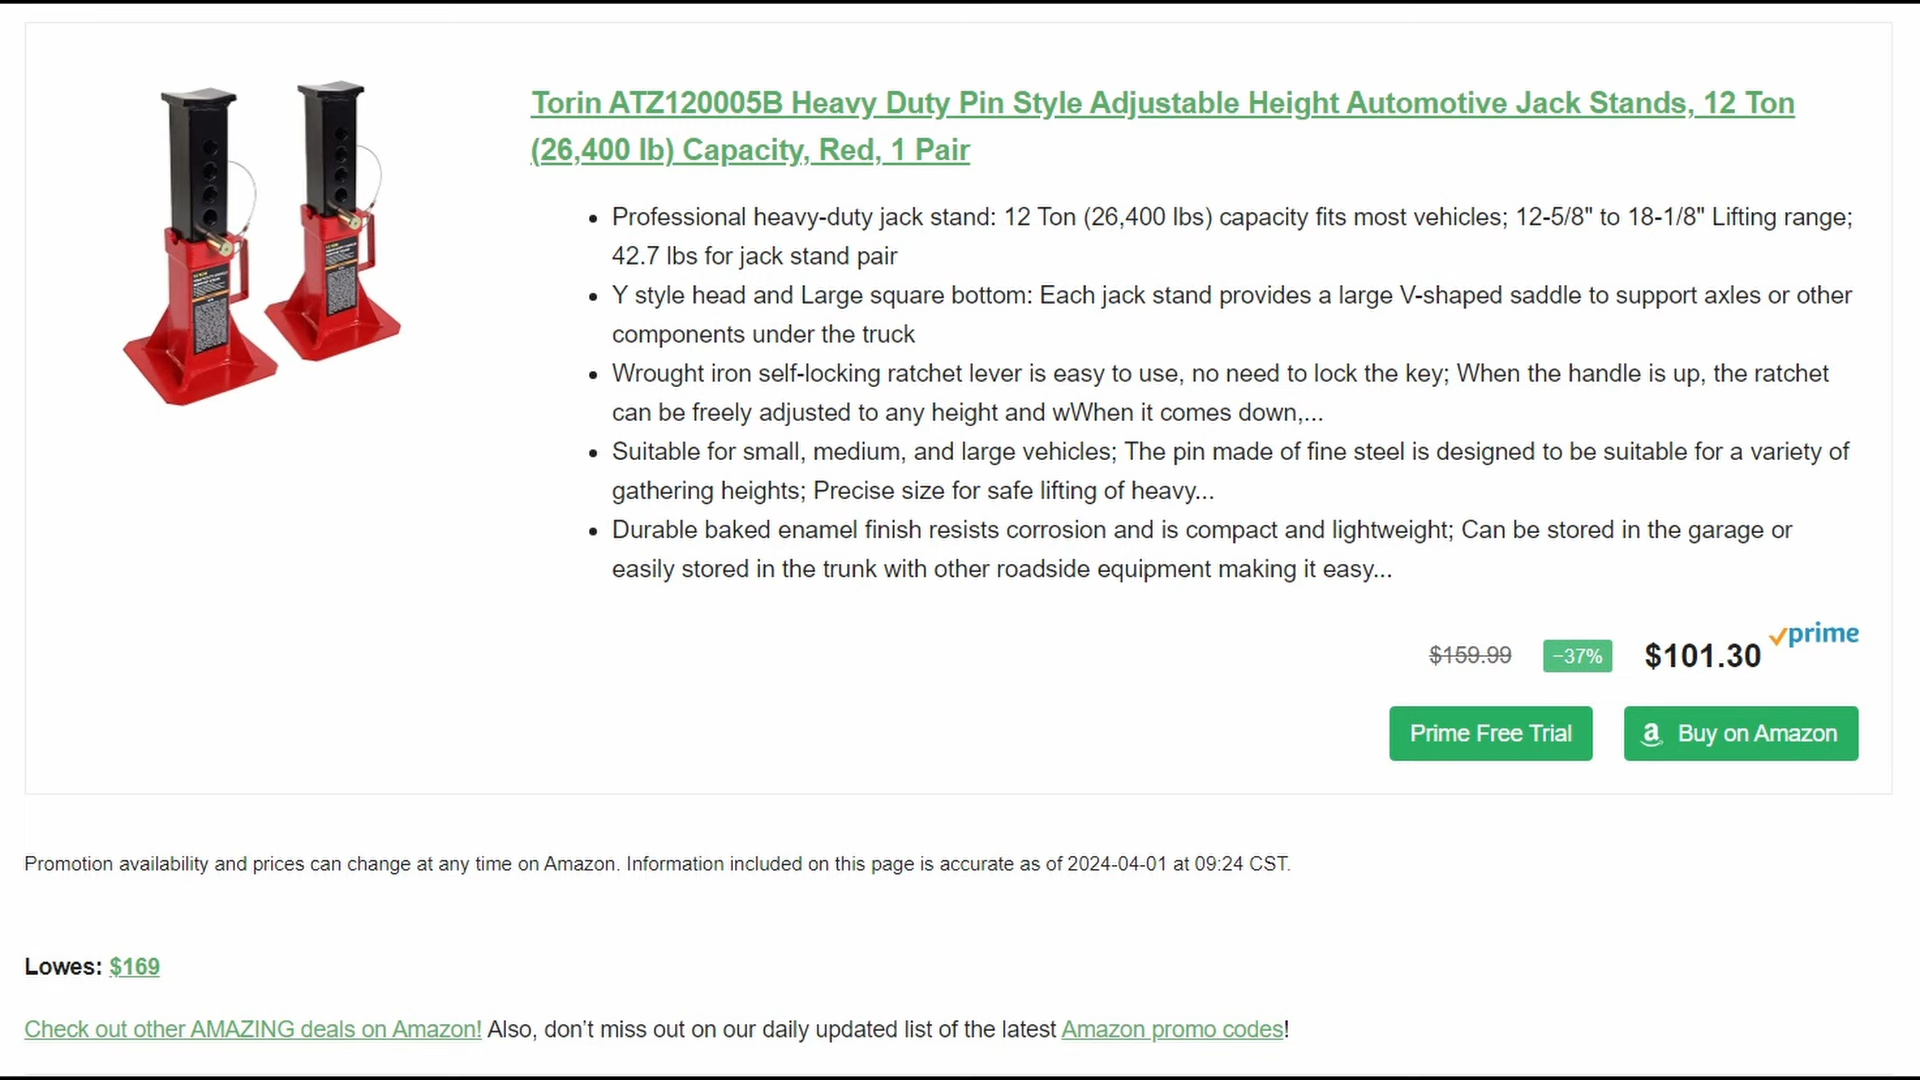 Torin ATZ120005B Heavy Duty Pin Style Adjustable Height Automotive Jack Stands, 12 Ton
(26,400 lb) Capacity, Red, 1 Pair
Professional heavy-duty jack stand: 12 Ton (26,400 lbs) capacity fits most vehicles; 12-5/8" to 18-1/8" Lifting range;
42.7 lbs for jack stand pair
Y style head and Large square bottom: Each jack stand provides a large V-shaped saddle to support axles or other
components under the truck
Wrought iron self-locking ratchet lever is easy to use, no need to lock the key; When the handle is up, the ratchet
can be freely adjusted to any height and wWhen it comes down,...
Suitable for small, medium, and large vehicles; The pin made of fine steel is designed to be suitable for a variety of
gathering heights; Precise size for safe lifting of heavy...
Durable baked enamel finish resists corrosion and is compact and lightweight; Can be stored in the garage or
easily stored in the trunk with other roadside equipment making it easy...
$159.99 −37% $101.30 prime
Prime Free Trial Buy on Amazon
Promotion availability and prices can change at any time on Amazon. Information included on this page is accurate as of 2024-04-01 at 09:24 CST.
Lowes: $169
Check out other AMAZING deals on Amazon! Also, don’t miss out on our daily updated list of the latest Amazon promo codes!